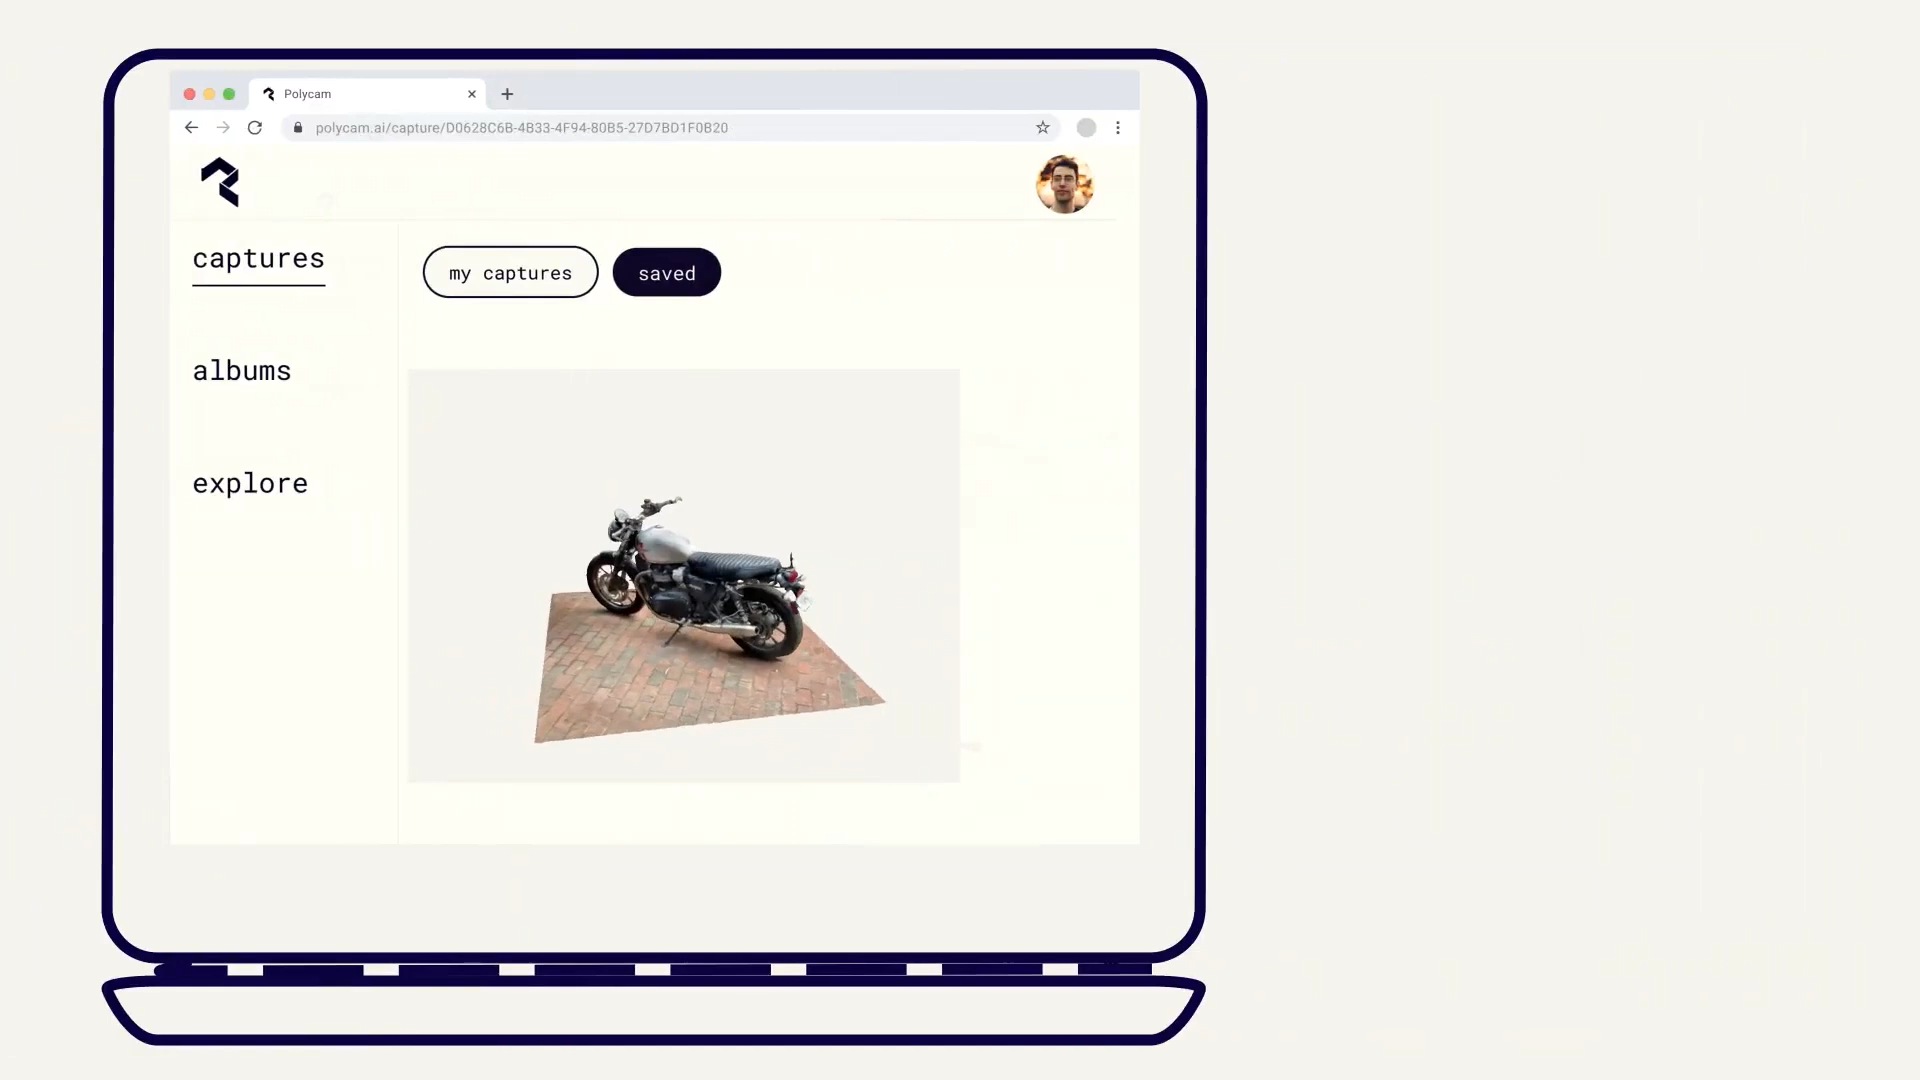 Polycam
polycam.ai/capture/D0628C6B-4B33-4F94-80B5-27D7BD1F0B20
captures
my captures
saved
albums
explore